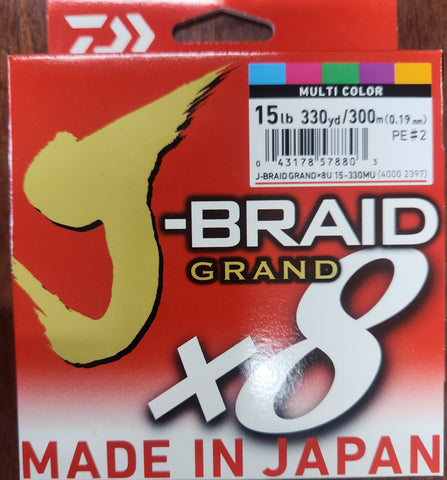 MULTI COLOR
15lb 330yd/300m(0.19mm)
PE#2
0 43178 57880 3
J-BRAID GRAND×8U 15-330MU (4000 2397)
J-BRAID
GRAND
×8
MADE IN JAPAN